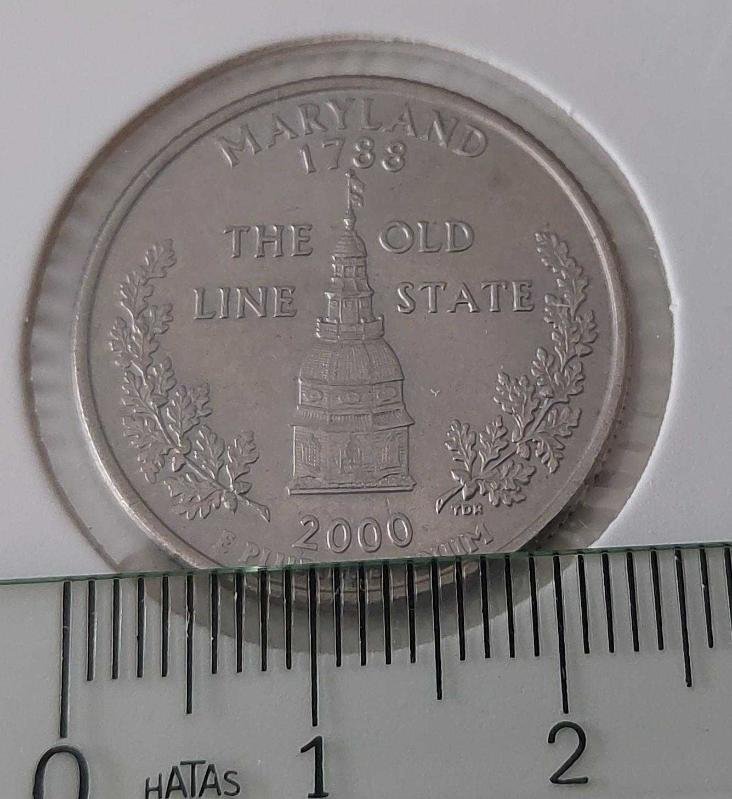 MARYLAND
1788
THE OLD
LINE STATE
TDR
2000
0 1 2
HATAS